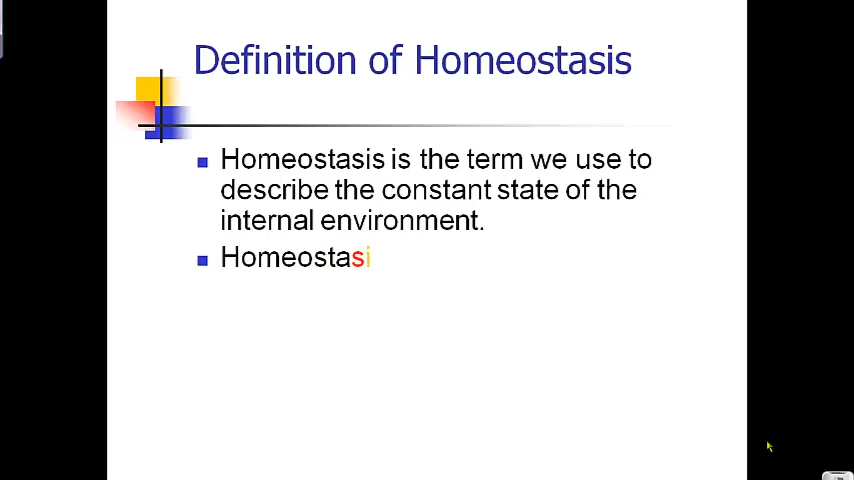 Definition of Homeostasis
Homeostasis is the term we use to
describe the constant state of the
internal environment.
Homeostasi